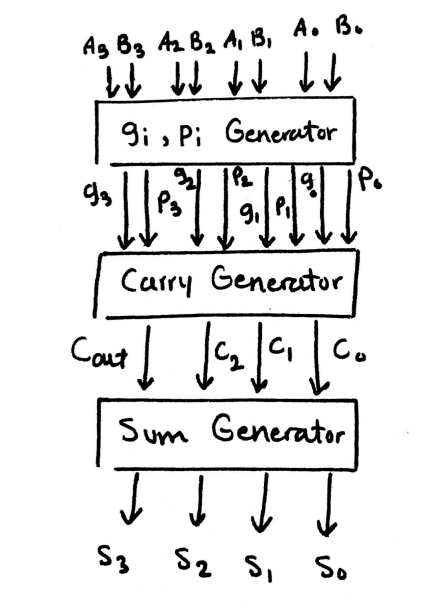 A₃ B₃ A₂ B₂ A₁ B₁ A₀ B₀
gi , Pi Generator
g₃ P₃ g₂ P₂ g₁ P₁ g₀ P₀
Carry Generator
Cout C₂ C₁ C₀
Sum Generator
S₃ S₂ S₁ S₀